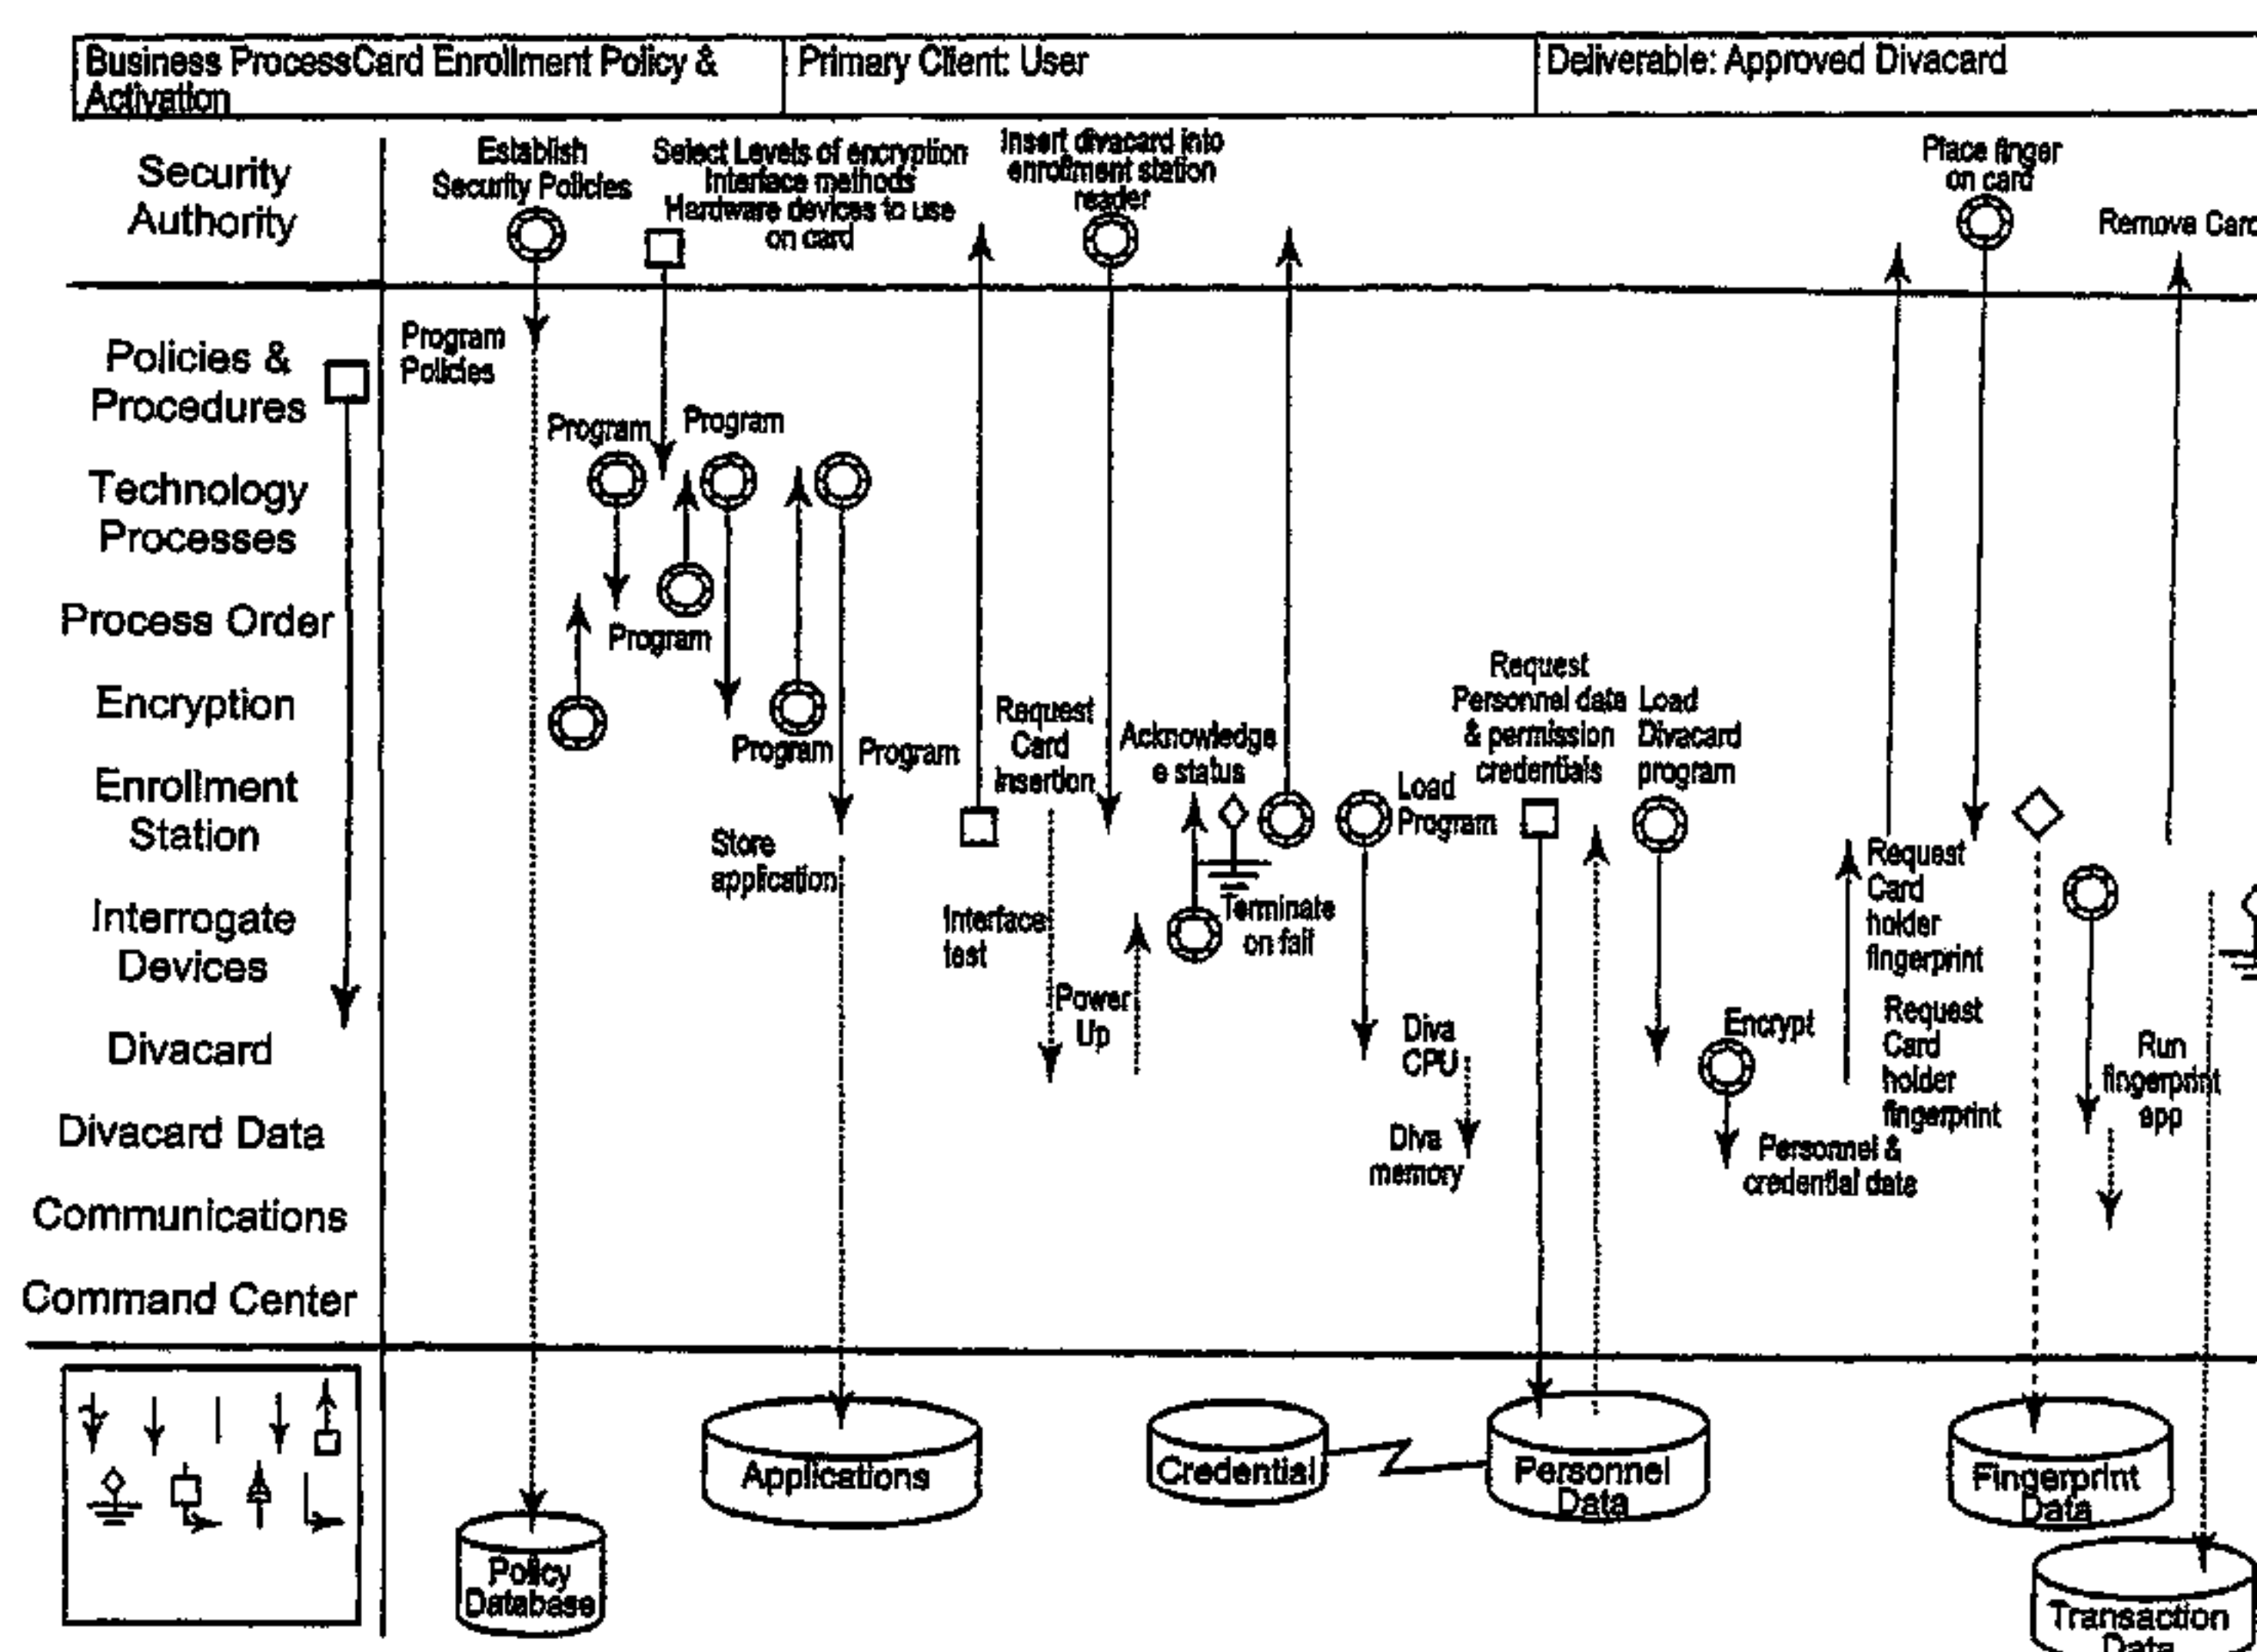 Business ProcessCard Enrollment Policy &
Activation
Primary Client: User
Deliverable: Approved Divacard
Security
Authority
Establish
Security Policies
Select Levels of encryption
Interface methods
Hardware devices to use
on card
Insert divacard into
enrollment station
reader
Place finger
on card
Remove Card
Policies &
Procedures
Program
Policies
Program
Program
Technology
Processes
Process Order
Program
Encryption
Program
Program
Request
Card
Insertion
Acknowledge
e status
Request
Personnel data
& permission
credentials
Load
Divacard
program
Enrollment
Station
Store
application
Load
Program
Request
Card
holder
fingerprint
Interrogate
Devices
Interface
test
Terminate
on fail
Power
Up
Divacard
Diva
CPU
Encrypt
Request
Card
holder
fingerprint
Run
fingerprint
app
Divacard Data
Diva
memory
Personnel &
credential data
Communications
Command Center
Applications
Credential
Personnel
Data
Fingerprint
Data
Policy
Database
Transaction
Data